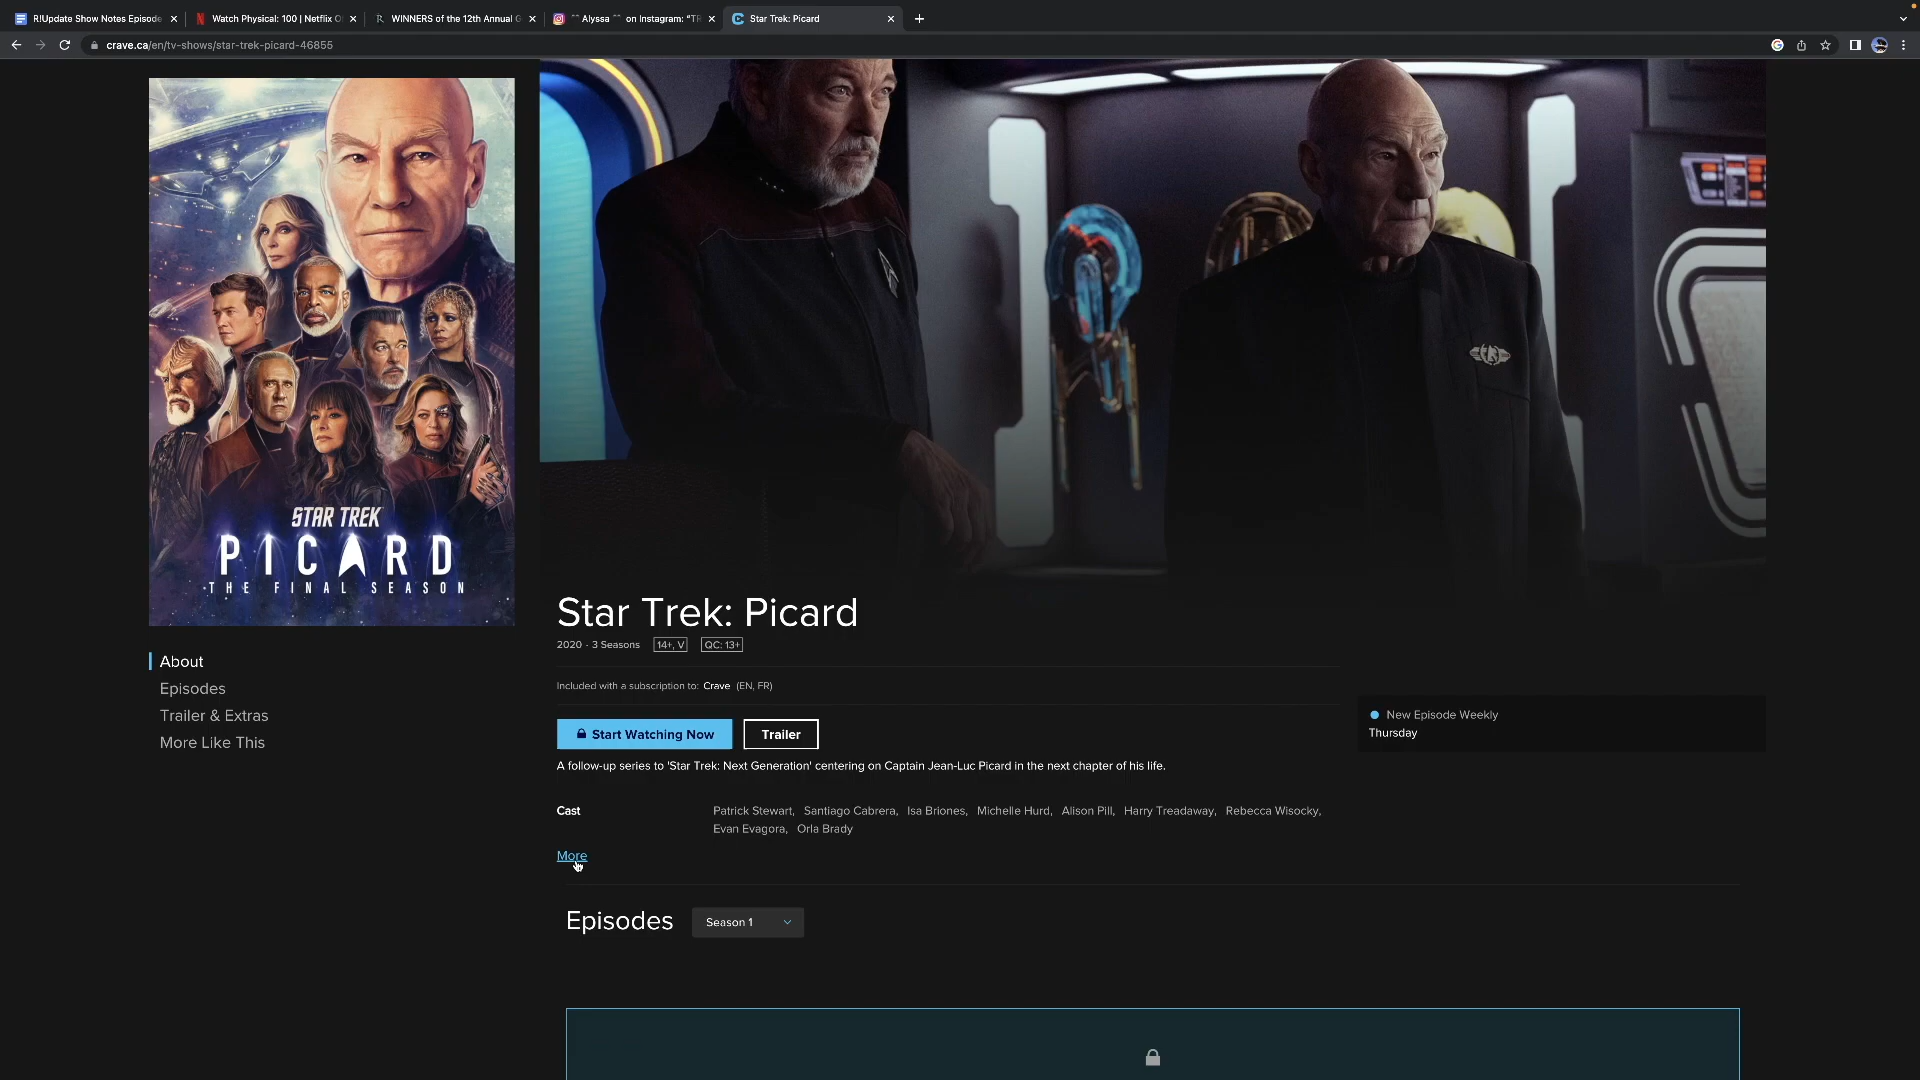 R!Update Show Notes Episode
Watch Physical: 100 | Netflix O
WINNERS of the 12th Annual G
Alyssa on Instagram: "TR
Star Trek: Picard
crave.ca/en/tv-shows/star-trek-picard-46855
STAR TREK
PICARD
THE FINAL SEASON
Star Trek: Picard
2020 - 3 Seasons 14+, V QC: 13+
Included with a subscription to: Crave (EN, FR)
Start Watching Now Trailer
A follow-up series to 'Star Trek: Next Generation' centering on Captain Jean-Luc Picard in the next chapter of his life.
Cast Patrick Stewart, Santiago Cabrera, Isa Briones, Michelle Hurd, Alison Pill, Harry Treadaway, Rebecca Wisocky,
Evan Evagora, Orla Brady
More
New Episode Weekly
Thursday
About
Episodes
Trailer & Extras
More Like This
Episodes Season 1